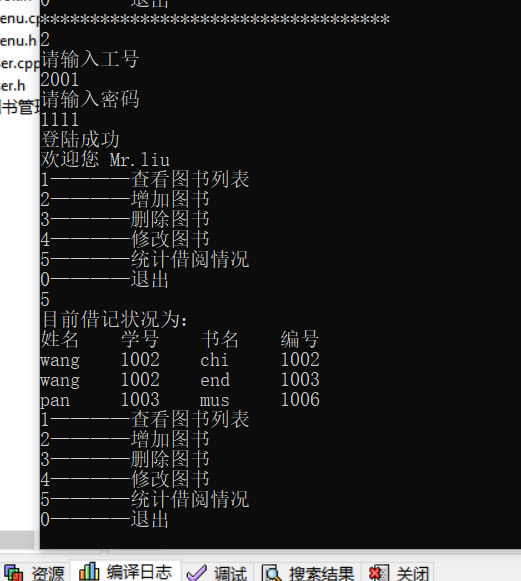 0————退出
***********************************
enu.cp
2
enu.h
请输入工号
ser.cpp
2001
er.h
请输入密码
书管理
1111
登陆成功
欢迎您 Mr.liu
1————查看图书列表
2————增加图书
3————删除图书
4————修改图书
5————统计借阅情况
0————退出
5
目前借记状况为:
姓名 学号 书名 编号
wang 1002 chi 1002
wang 1002 end 1003
pan 1003 mus 1006
1————查看图书列表
2————增加图书
3————删除图书
4————修改图书
5————统计借阅情况
0————退出
资源 编译日志 调试 搜索结果 关闭